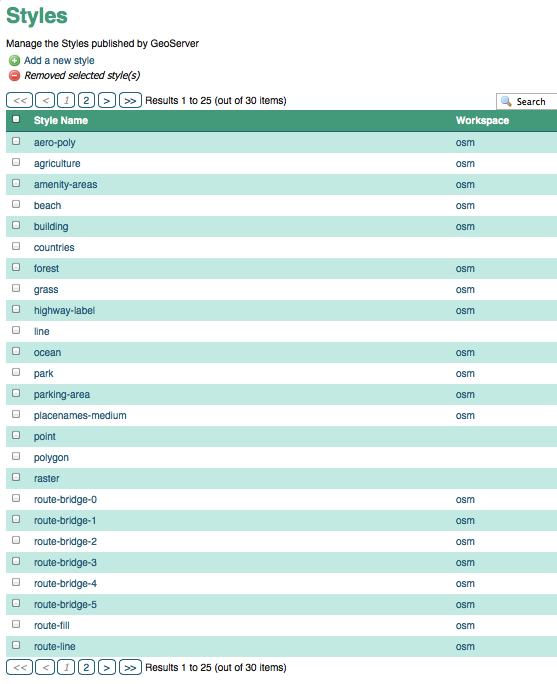 Styles
Manage the Styles published by GeoServer
Add a new style
Removed selected style(s)
<< < 1 2 > >> Results 1 to 25 (out of 30 items) Search
Style Name Workspace
aero-poly osm
agriculture osm
amenity-areas osm
beach osm
building osm
countries
forest osm
grass osm
highway-label osm
line
ocean osm
park osm
parking-area osm
placenames-medium osm
point
polygon
raster
route-bridge-0 osm
route-bridge-1 osm
route-bridge-2 osm
route-bridge-3 osm
route-bridge-4 osm
route-bridge-5 osm
route-fill osm
route-line osm
<< < 1 2 > >> Results 1 to 25 (out of 30 items)